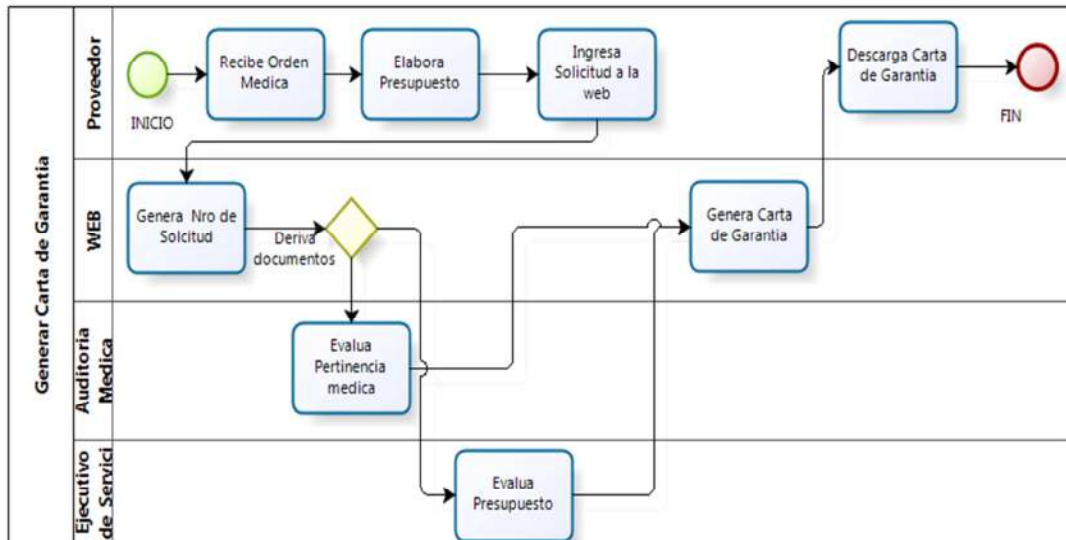 Generar Carta de Garantia
Proveedor
INICIO
Recibe Orden
Medica
Elabora
Presupuesto
Ingresa
Solicitud a la
web
Descarga Carta
de Garantia
FIN
WEB
Genera Nro de
Solcitud
Deriva
documentos
Genera Carta
de Garantia
Auditoria
Medica
Evalua
Pertinencia
medica
Ejecutivo
de Servici
Evalua
Presupuesto